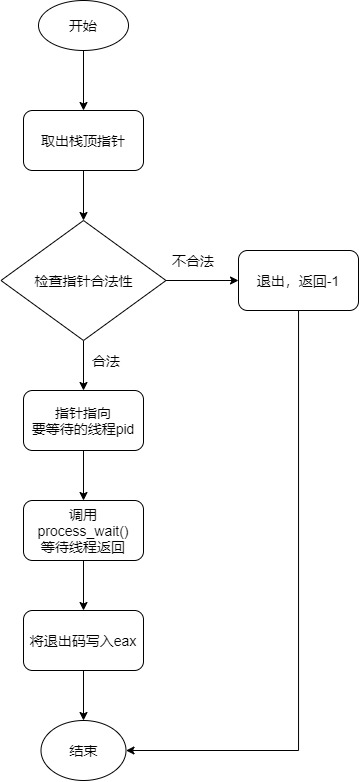 开始
取出栈顶指针
检查指针合法性
不合法
退出，返回-1
合法
指针指向
要等待的线程pid
调用
process_wait()
等待线程返回
将退出码写入eax
结束